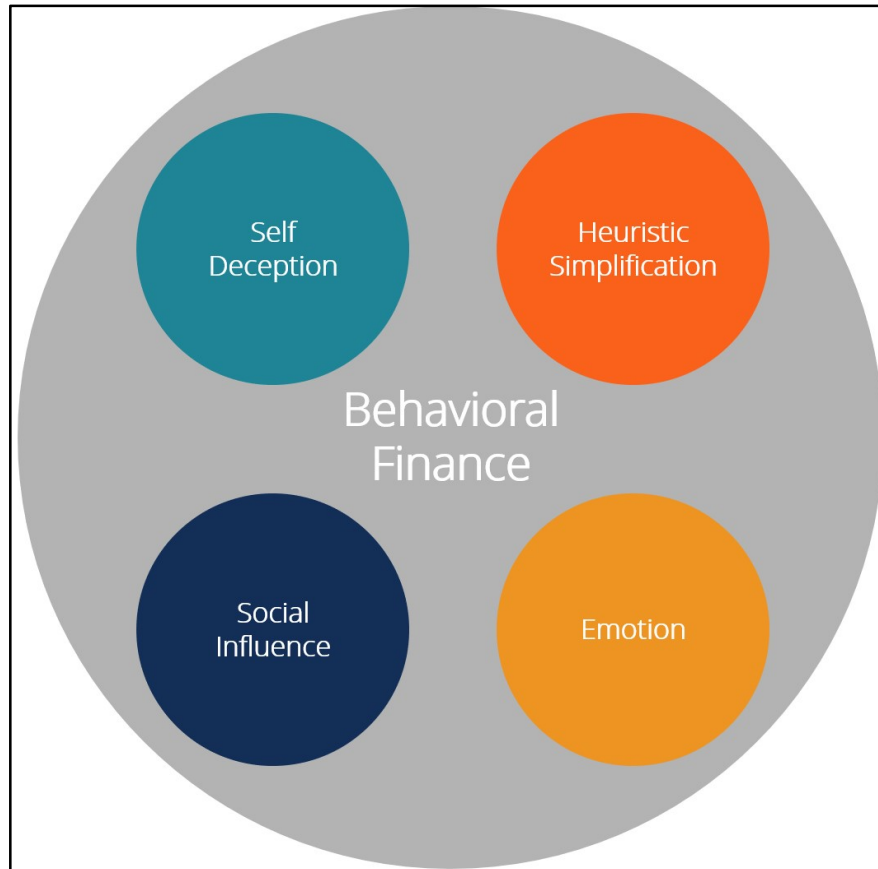 Self
Deception
Heuristic
Simplification
Behavioral
Finance
Social
Influence
Emotion